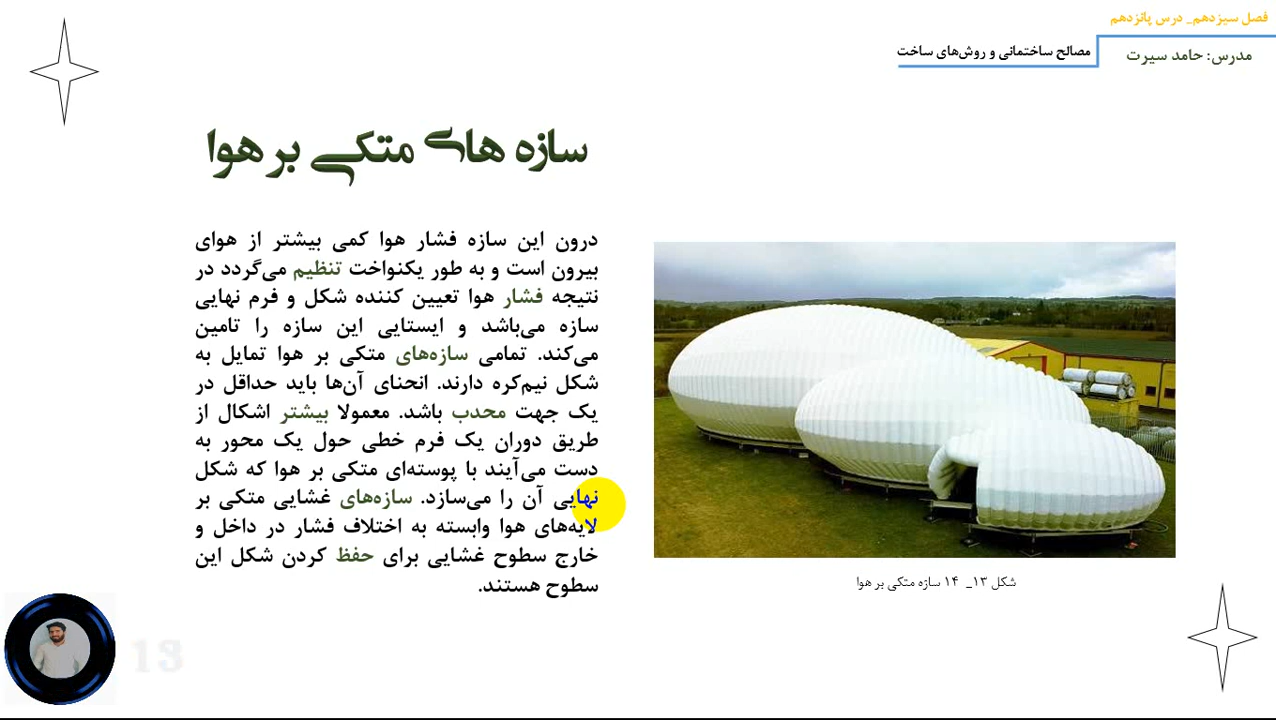 فصل سیزدهم_ درس پانزدهم
مدرس: حامد سیرت
مصالح ساختمانی و روش‌های ساخت
سازه های متکی بر هوا
درون این سازه فشار هوا کمی بیشتر از هوای
بیرون است و به طور یکنواخت تنظیم می‌گردد در
نتیجه فشار هوا تعیین کننده شکل و فرم نهایی
سازه می‌باشد و ایستایی این سازه را تامین
می‌کند. تمامی سازه‌های متکی بر هوا تمایل به
شکل نیم‌کره دارند. انحنای آن‌ها باید حداقل در
یک جهت محدب باشد. معمولا بیشتر اشکال از
طریق دوران یک فرم خطی حول یک محور به
دست می‌آیند با پوسته‌ای متکی بر هوا که شکل
نهایی آن را می‌سازد. سازه‌های غشایی متکی بر
لایه‌های هوا وابسته به اختلاف فشار در داخل و
خارج سطوح غشایی برای حفظ کردن شکل این
سطوح هستند.
شکل ۱۳_ ۱۴ سازه متکی بر هوا
13